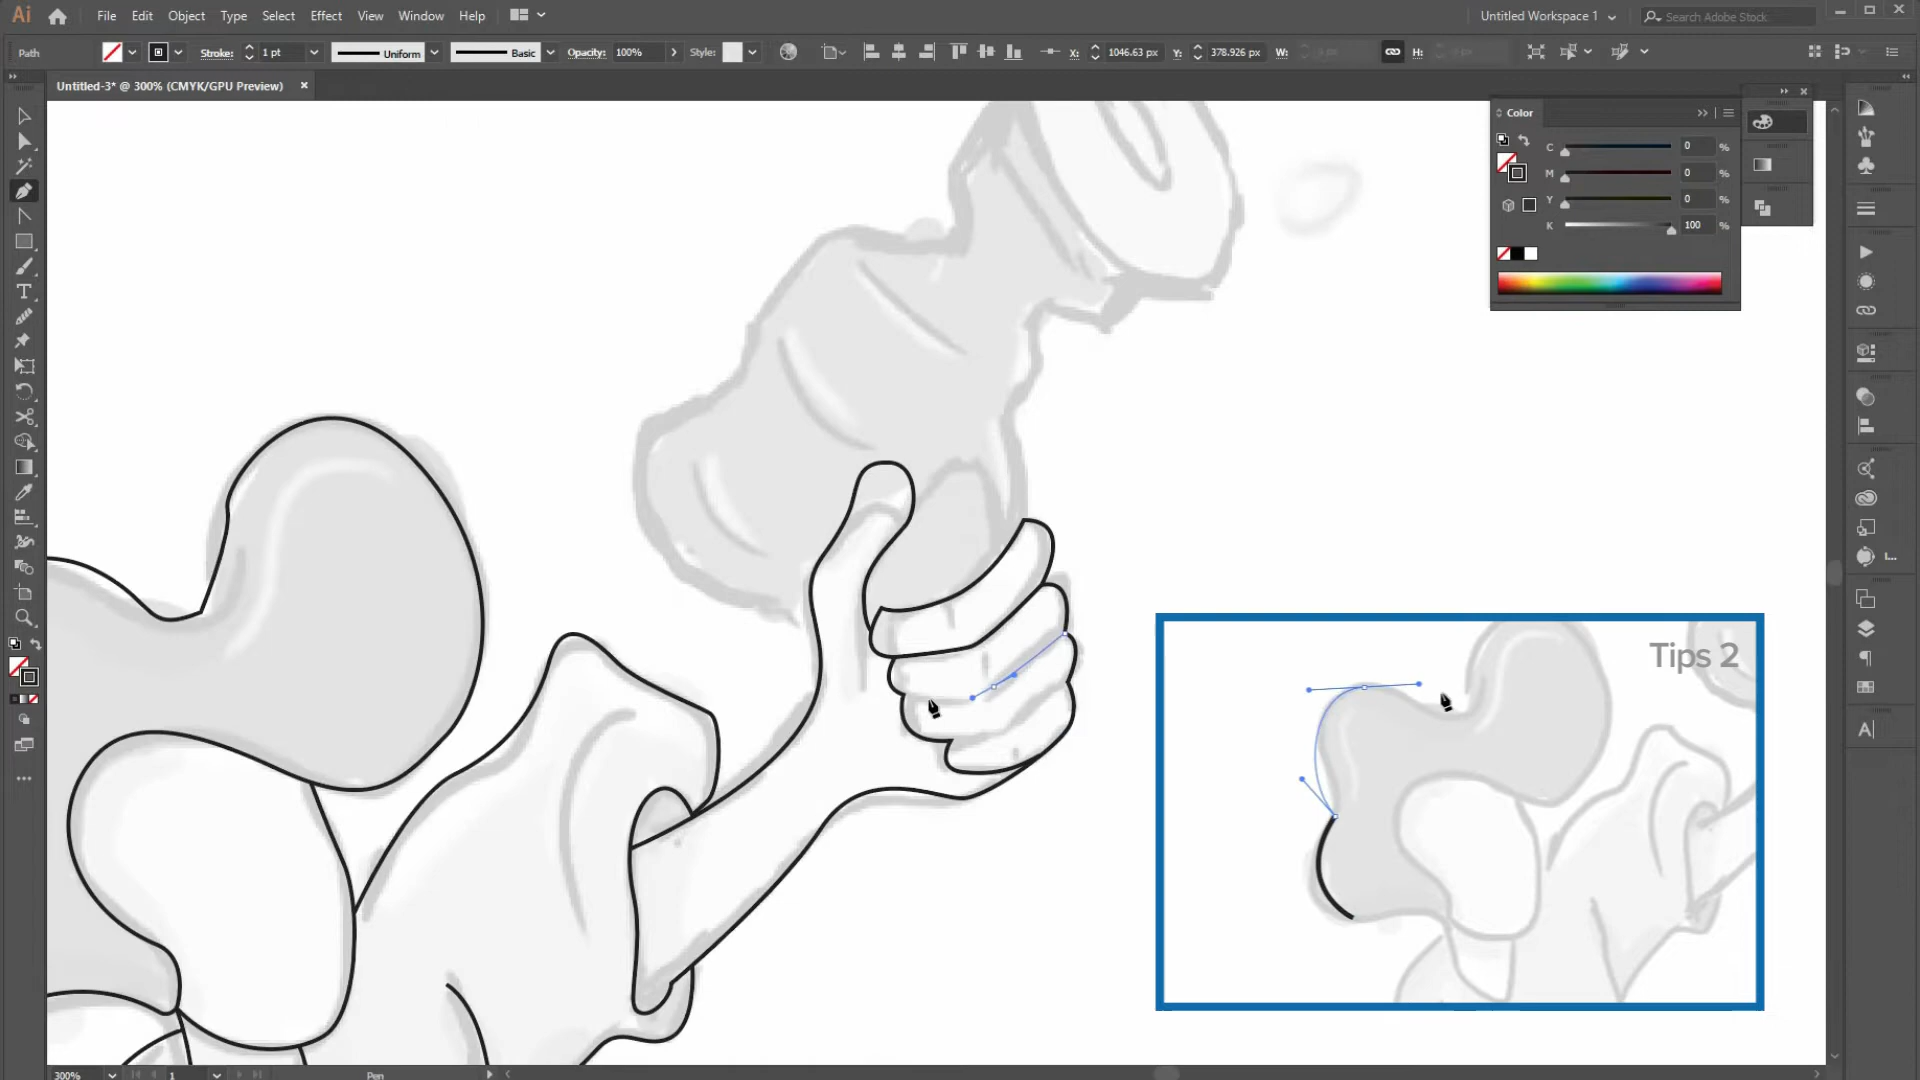 Ai File Edit Object Type Select Effect View Window Help Untitled Workspace 1 Search Adobe Stock
Path Stroke: 1 pt Uniform Basic Opacity: 100% Style: X: 1046.63 px Y: 378.926 px W: H:
Untitled-3* @ 300% (CMYK/GPU Preview) ×
Color
C 0 %
M 0 %
Y 0 %
K 100 %
Tips 2
300% 1 Pen